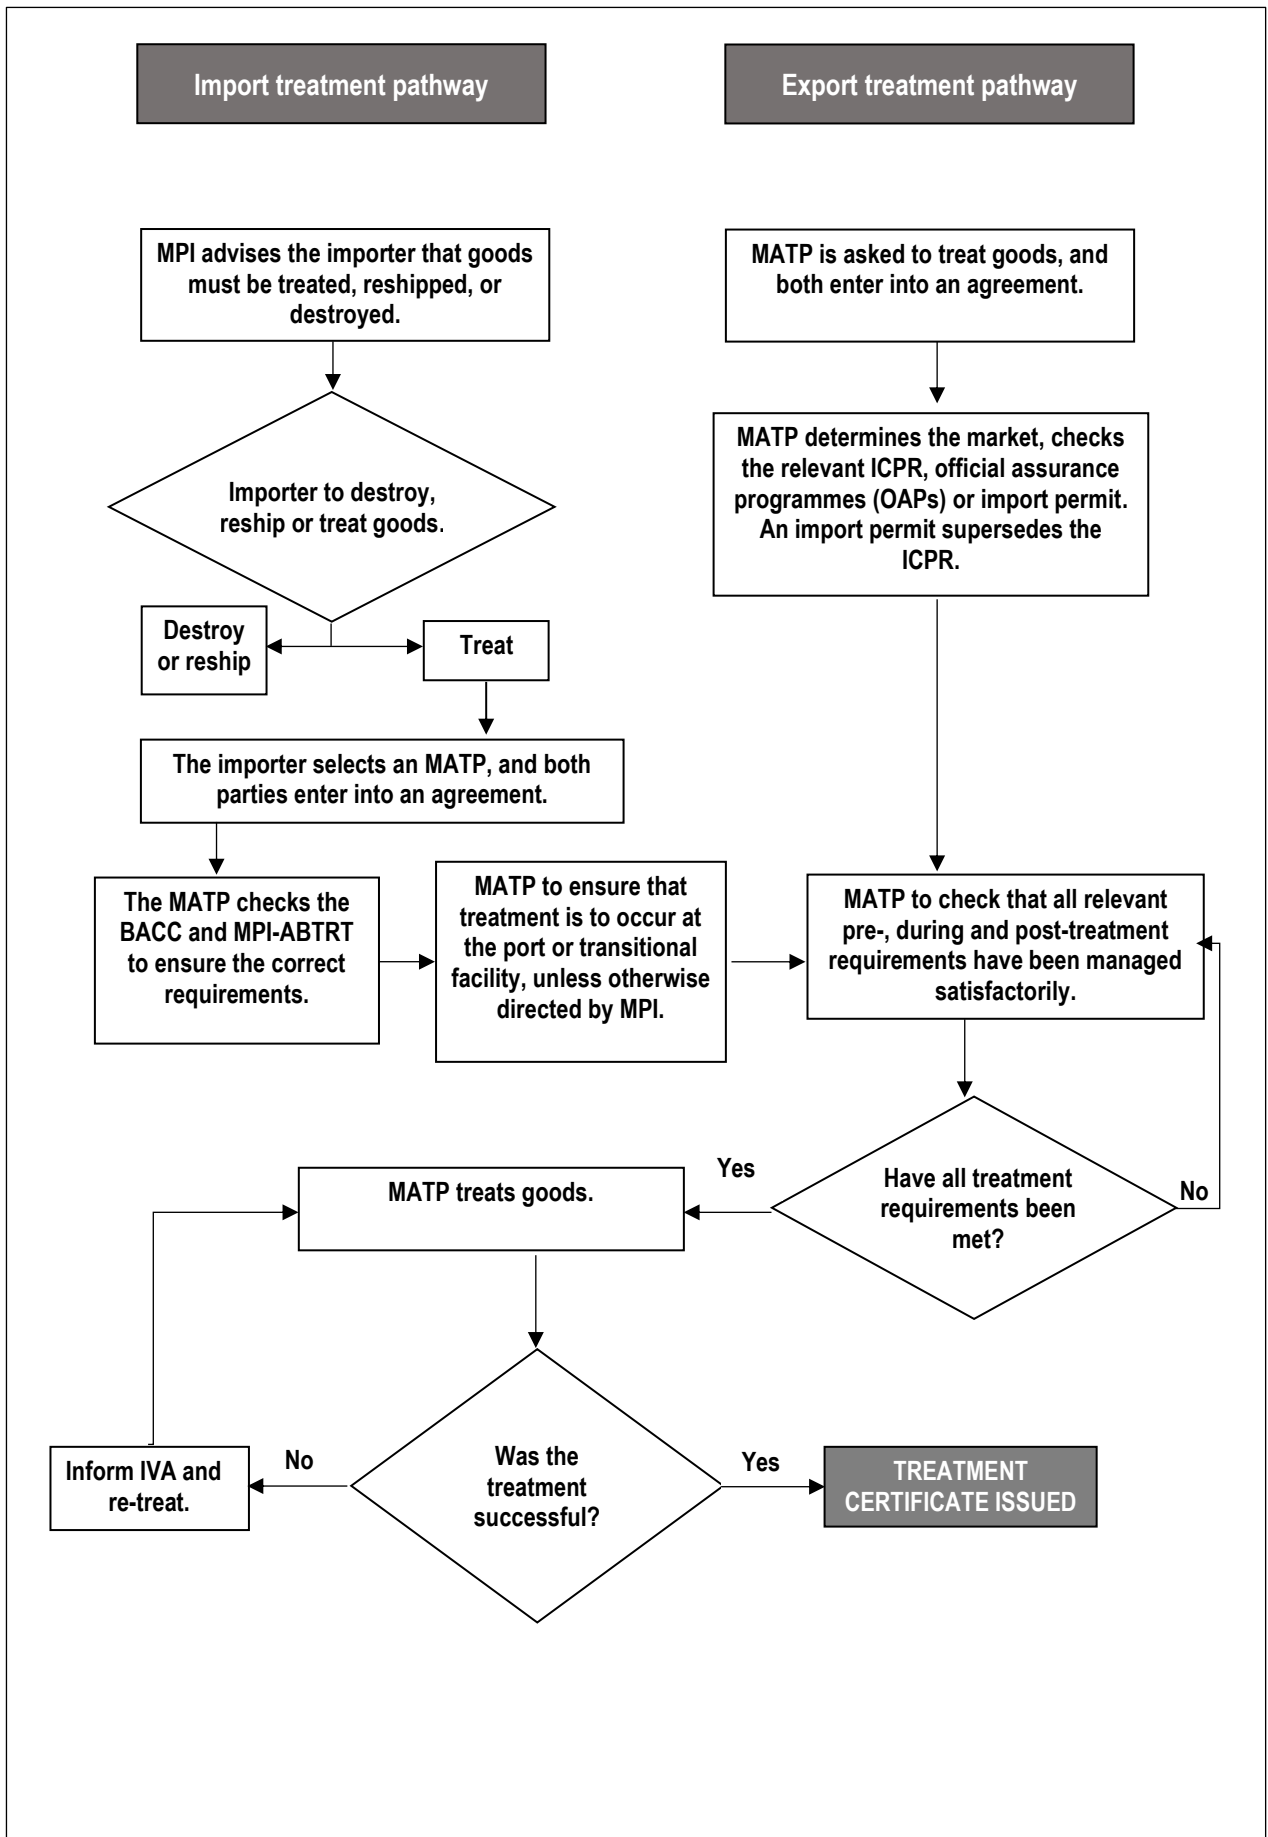 Import treatment pathway
Export treatment pathway
MPI advises the importer that goods
must be treated, reshipped, or
destroyed.
MATP is asked to treat goods, and
both enter into an agreement.
Importer to destroy,
reship or treat goods.
MATP determines the market, checks
the relevant ICPR, official assurance
programmes (OAPs) or import permit.
An import permit supersedes the
ICPR.
Destroy
or reship
Treat
The importer selects an MATP, and both
parties enter into an agreement.
The MATP checks the
BACC and MPI-ABTRT
to ensure the correct
requirements.
MATP to ensure that
treatment is to occur at
the port or transitional
facility, unless otherwise
directed by MPI.
MATP to check that all relevant
pre-, during and post-treatment
requirements have been managed
satisfactorily.
Have all treatment
requirements been
met?
Yes
No
MATP treats goods.
Was the
treatment
successful?
No
Yes
Inform IVA and
re-treat.
TREATMENT
CERTIFICATE ISSUED